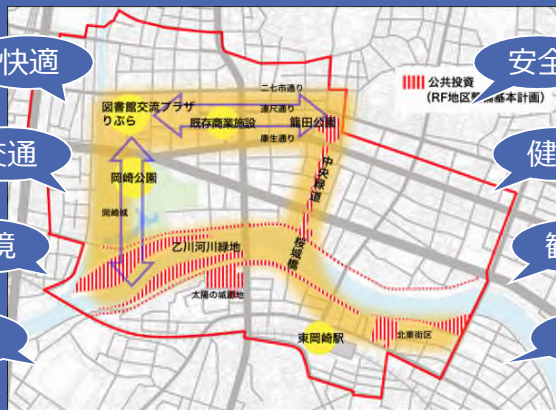 快適
交通
境
安全
健
観
公共投資
(RF地区整備基本計画)
二七市通り
連尺通り
康生通り
図書館交流プラザ
りぶら
既存商業施設
籠田公園
中央緑道
岡崎公園
岡崎城
乙川河川緑地
桜城橋
太陽の城跡地
東岡崎駅
北東街区